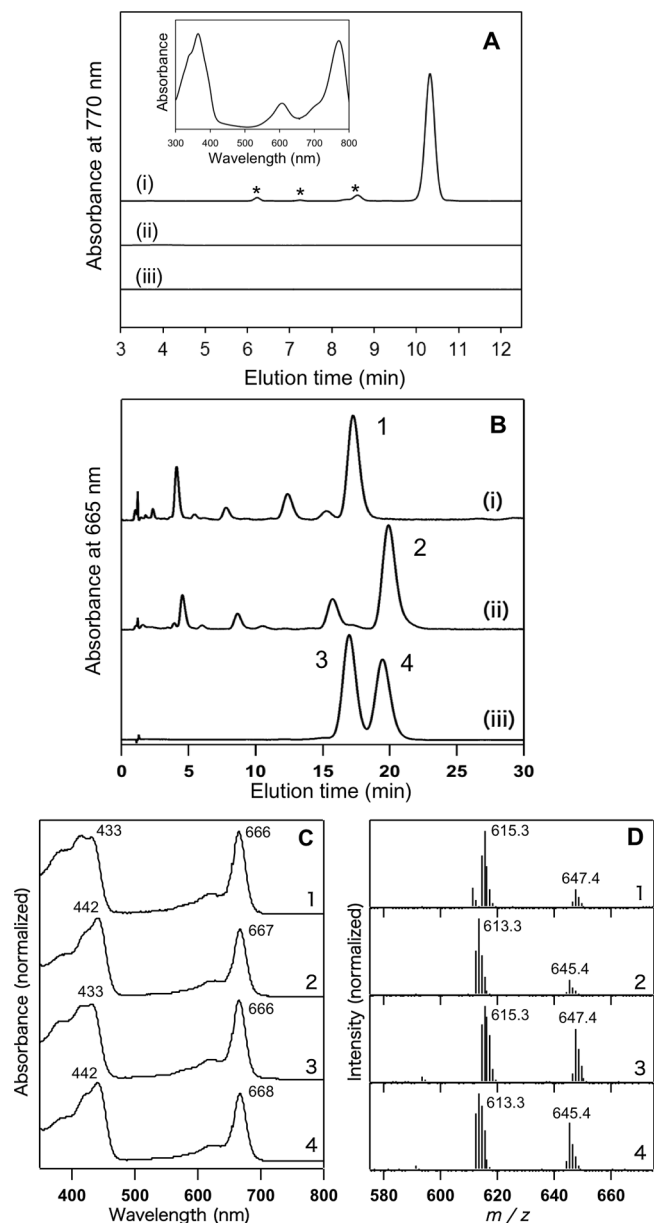 A
Absorbance
300 400 500 600 700 800
Wavelength (nm)
Absorbance at 770 nm
(i)
* * *
(ii)
(iii)
3 4 5 6 7 8 9 10 11 12
Elution time (min)
B
Absorbance at 665 nm
1
(i)
2
(ii)
3 4
(iii)
0 5 10 15 20 25 30
Elution time (min)
C
Absorbance (normalized)
433 666
1
442 667
2
433 666
3
442 668
4
400 500 600 700 800
Wavelength (nm)
D
Intensity (normalized)
615.3
647.4
1
613.3
645.4
2
615.3 647.4
3
613.3
645.4
4
580 600 620 640 660
m / z